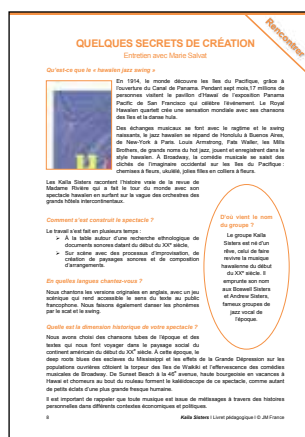 Rencontrer
QUELQUES SECRETS DE CRÉATION
Entretien avec Marie Salvat
Qu'est-ce que le « hawaïen jazz swing »
En 1914, le monde découvre les îles du Pacifique, grâce à
l'ouverture du Canal de Panama. Pendant sept mois,17 millions de
personnes visitent le pavillon d'Hawaï de l'exposition Panama
Pacific de San Francisco qui célèbre l'événement. Le Royal
Hawaiian quartett crée une sensation mondiale avec ses chansons
des îles et la danse hula.
Des échanges musicaux se font avec le ragtime et le swing
naissants, le jazz hawaïen se répand de Honolulu à Buenos Aires,
de New-York à Paris. Louis Armstrong, Fats Waller, les Mills
Brothers, de grands noms du hot jazz, jouent et enregistrent dans le
style hawaïen. A Broadway, la comédie musicale se saisit des
clichés de l'imaginaire occidental sur les îles du Pacifique :
chemises à fleurs, ukulélé, jolies filles en colliers à fleurs.
Les Kaïla Sisters racontent l'histoire vraie de la revue de
Madame Rivière qui a fait le tour du monde avec son
spectacle hawaïen en surfant sur la vague des orchestres des
grands hôtels intercontinentaux.
Comment s'est construit le spectacle ?
Le travail s'est fait en plusieurs temps :
➢ À la table autour d'une recherche ethnologique de
documents sonores datant du début du XXe siècle,
➢ Sur scène avec des processus d'improvisation, de
création de paysages sonores et de composition
d'arrangements.
En quelles langues chantez-vous ?
Nous chantons les versions originales en anglais, avec un jeu
scénique qui rend accessible le sens du texte au public
francophone. Nous faisons également danser les phonèmes
par le scat et le swing.
D'où vient le nom
du groupe ?
Le groupe Kaïla
Sisters est né d'un
rêve, celui de faire
revivre la musique
hawaïenne du début
du XXe siècle. Il
emprunte son nom
aux Boswell Sisters
et Andrew Sisters,
fameux groupes de
jazz vocal de
l'époque.
Quelle est la dimension historique de votre spectacle ?
Nous avons choisi des chansons tubes de l'époque et des
textes qui nous font voyager dans le paysage social du
continent américain du début du XXe siècle. A cette époque, le
deep roots blues des esclaves du Mississipi et les effets de la Grande Dépression sur les
populations ouvrières côtoient la torpeur des îles de Waïkiki et l'effervescence des comédies
musicales de Broadway. De Sunset Beach à la 46e avenue, haute bourgeoisie en vacances à
Hawaï et chomeurs au bout du rouleau forment le kaléidoscope de ce spectacle, comme autant
de petits éclats d'une plus grande fresque humaine.
Il est important de rappeler que toute musique est issue de métissages à travers des histoires
personnelles dans différents contextes économiques et politiques.
6
Kaïla Sisters I Livret pédagogique I © JM France